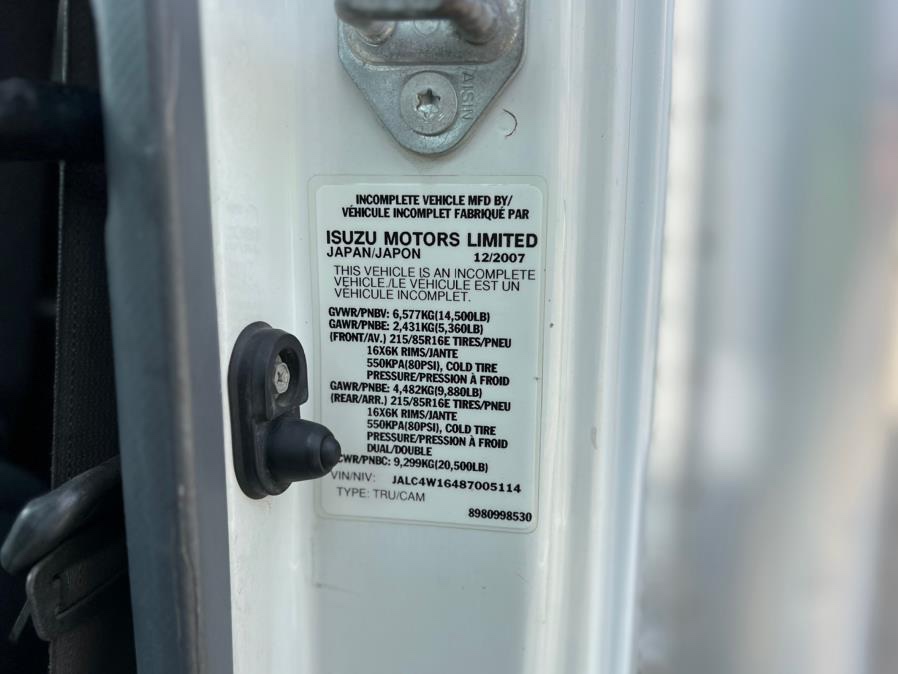 AISIN
INCOMPLETE VEHICLE MFD BY/
VÉHICULE INCOMPLET FABRIQUÉ PAR
ISUZU MOTORS LIMITED
JAPAN/JAPON 12/2007
THIS VEHICLE IS AN INCOMPLETE
VEHICLE./LE VÉHICULE EST UN
VÉHICULE INCOMPLET.
GVWR/PNBV: 6,577KG(14,500LB)
GAWR/PNBE: 2,431KG(5,360LB)
(FRONT/AV.) 215/85R16E TIRES/PNEU
16X6K RIMS/JANTE
550KPA(80PSI), COLD TIRE
PRESSURE/PRESSION À FROID
GAWR/PNBE: 4,482KG(9,880LB)
(REAR/ARR.) 215/85R16E TIRES/PNEU
16X6K RIMS/JANTE
550KPA(80PSI), COLD TIRE
PRESSURE/PRESSION À FROID
DUAL/DOUBLE
CWR/PNBC: 9,299KG(20,500LB)
VIN/NIV: JALC4W16487005114
TYPE: TRU/CAM
8980998530